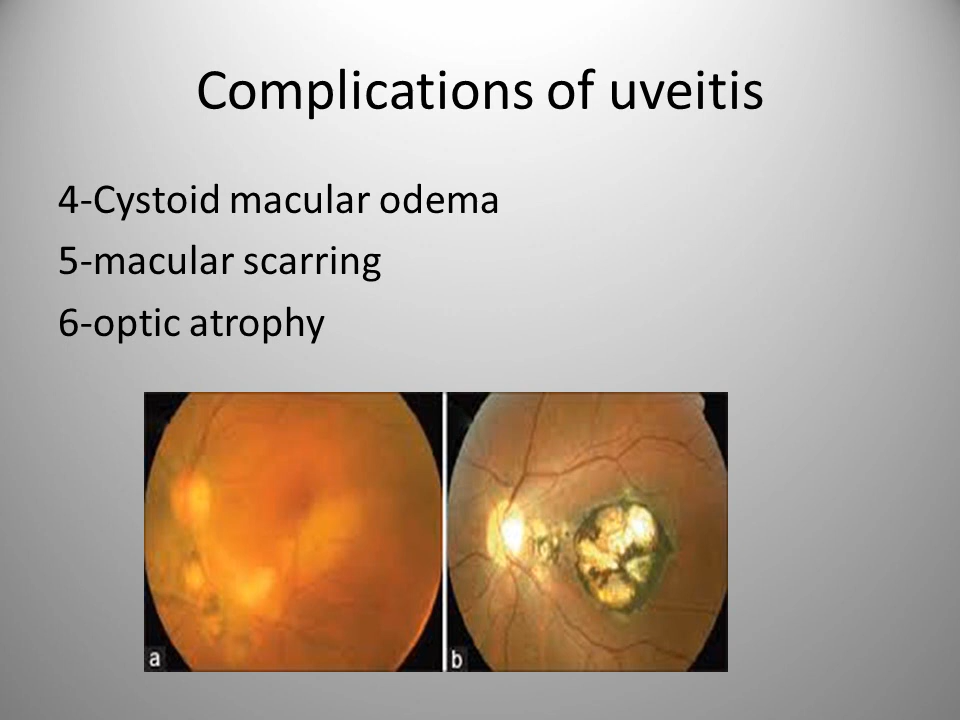 Complications of uveitis
4-Cystoid macular odema
5-macular scarring
6-optic atrophy
a
b